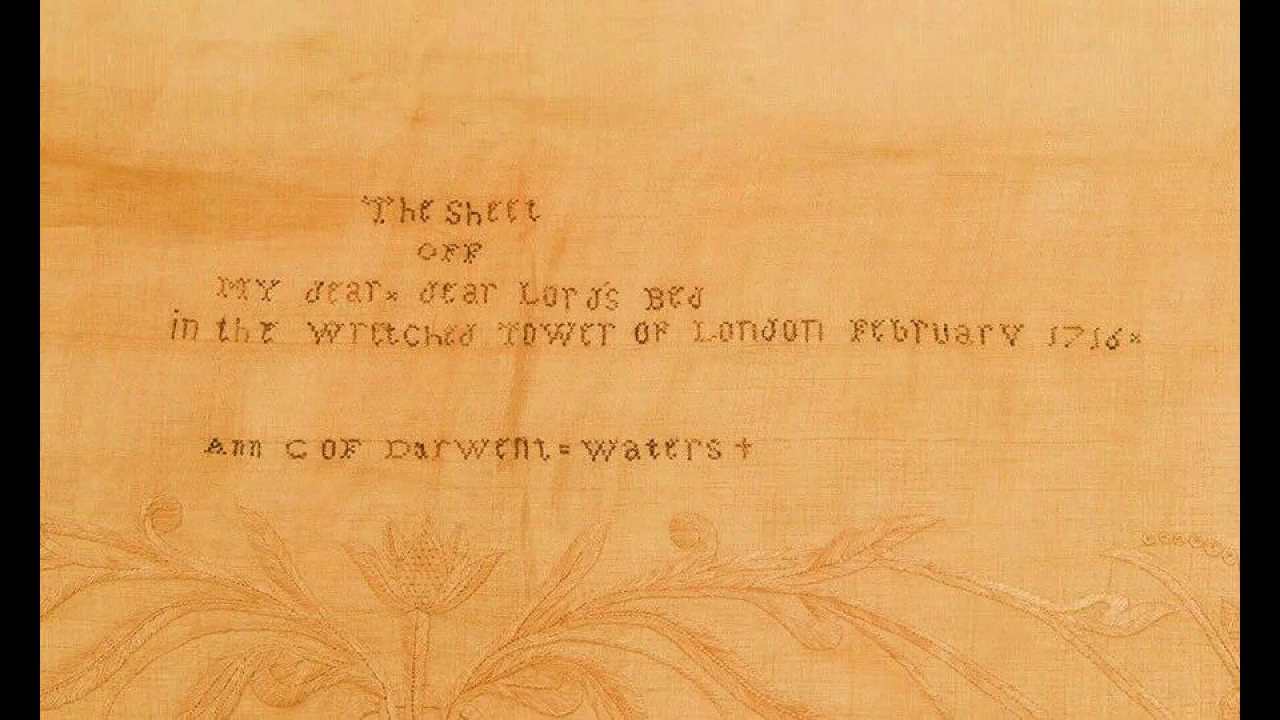 The Sheet
OFF
MY dear× dear Lord's Bed
in the Wretched Tower OF London February 1716×
Ann C OF Darwent=Waters+